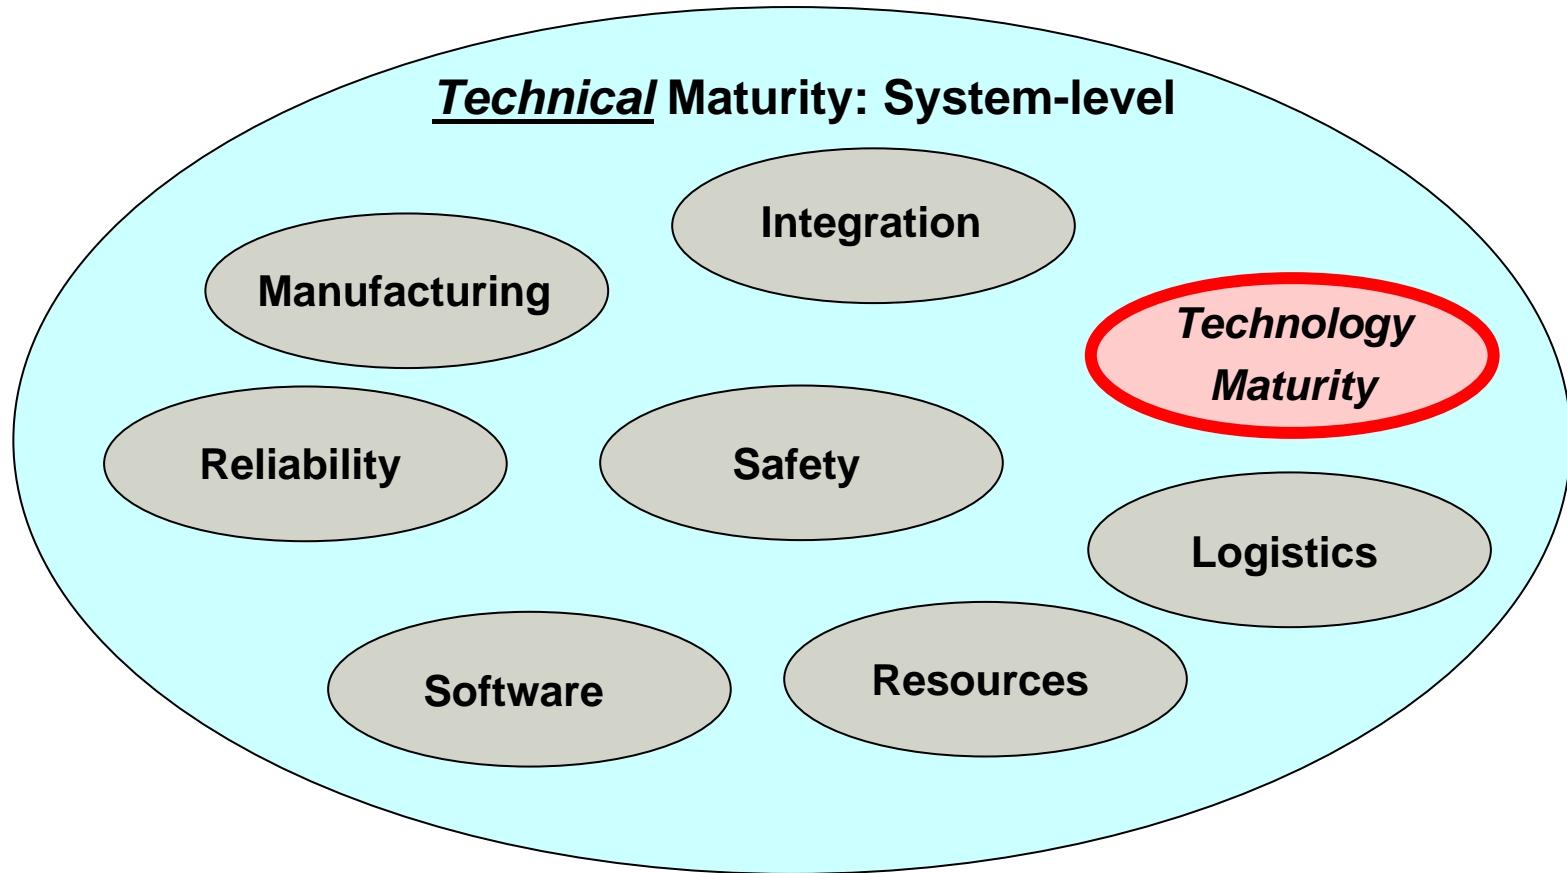 Technical Maturity: System-level
Integration
Manufacturing
Technology
Maturity
Reliability
Safety
Logistics
Software
Resources